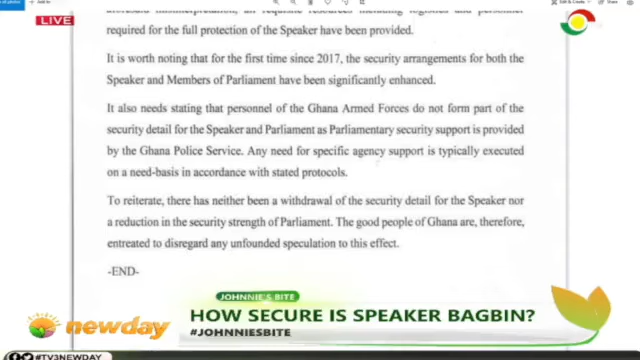 Edit & Create
LIVE
required for the full protection of the Speaker have been provided.
It is worth noting that for the first time since 2017, the security arrangements for both the
Speaker and Members of Parliament have been significantly enhanced.
It also needs stating that personnel of the Ghana Armed Forces do not form part of the
security detail for the Speaker and Parliament as Parliamentary security support is provided
by the Ghana Police Service. Any need for specific agency support is typically executed
on a need-basis in accordance with stated protocols.
To reiterate, there has neither been a withdrawal of the security detail for the Speaker nor
a reduction in the security strength of Parliament. The good people of Ghana are, therefore,
entreated to disregard any unfounded speculation to this effect.
-END-
JOHNNIE'S BITE
HOW SECURE IS SPEAKER BAGBIN?
#JOHNNIESBITE
newday
#TV3NEWDAY